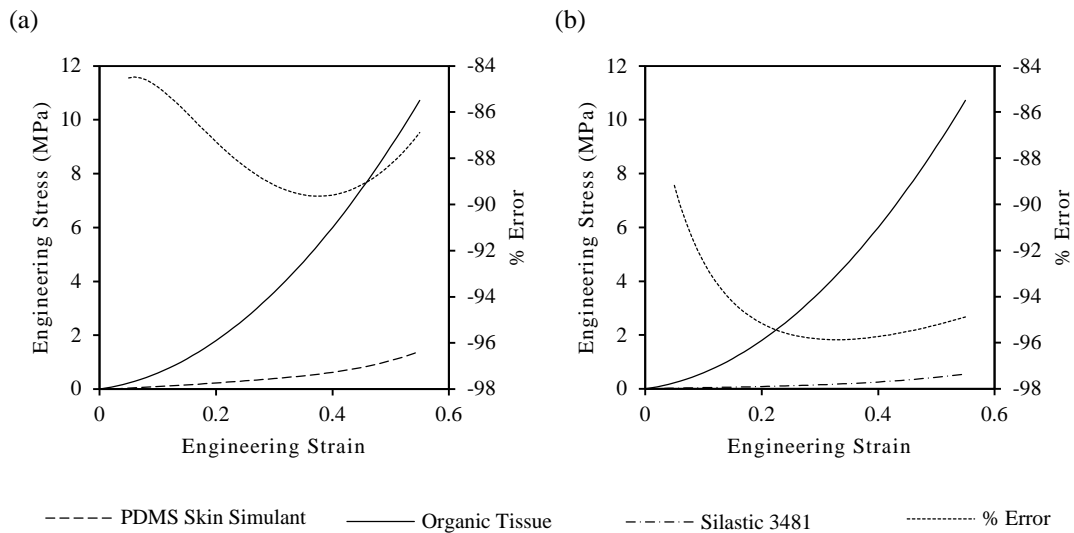 (a)
(b)
12
10
8
6
4
2
0
Engineering Stress (MPa)
-84
-86
-88
-90
-92
-94
-96
-98
% Error
0 0.2 0.4 0.6
Engineering Strain
12
10
8
6
4
2
0
Engineering Stress (MPa)
-84
-86
-88
-90
-92
-94
-96
-98
% Error
0 0.2 0.4 0.6
Engineering Strain
PDMS Skin Simulant Organic Tissue Silastic 3481 % Error